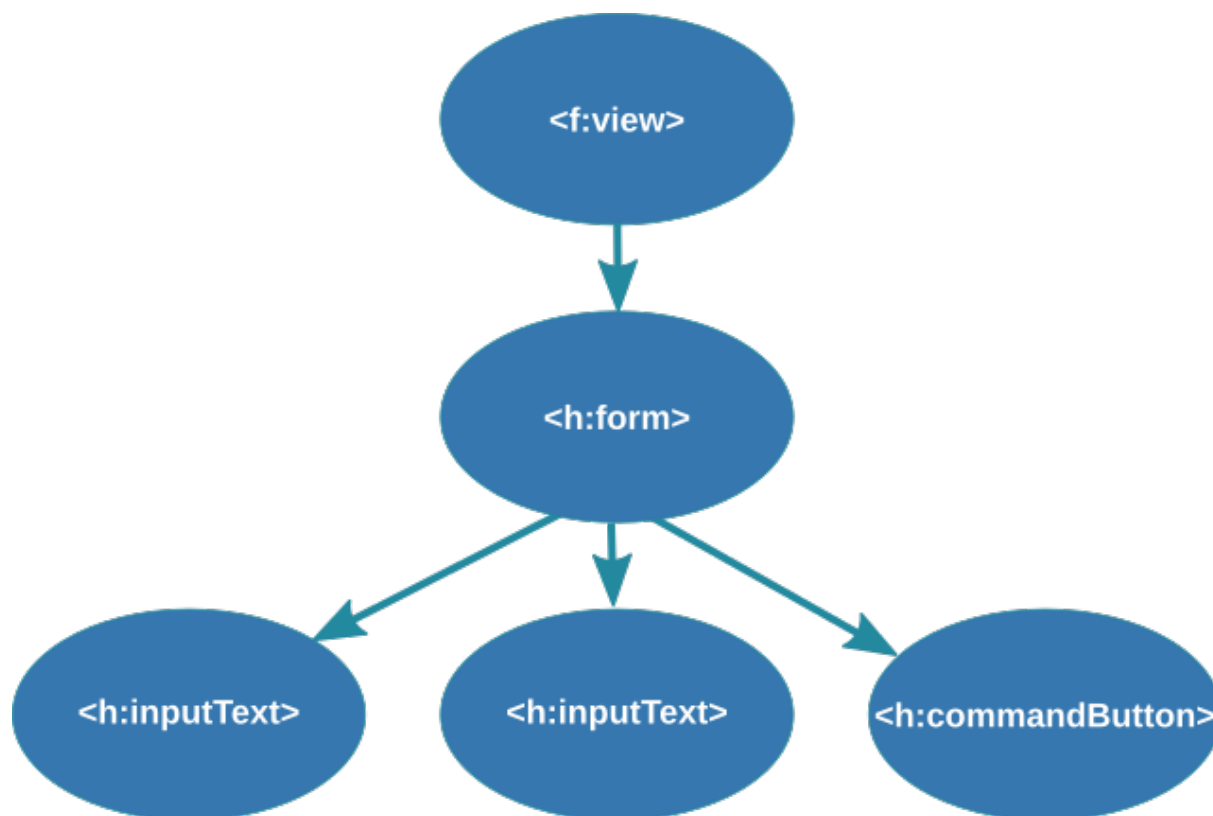 <f:view>
<h:form>
<h:inputText>
<h:inputText>
<h:commandButton>